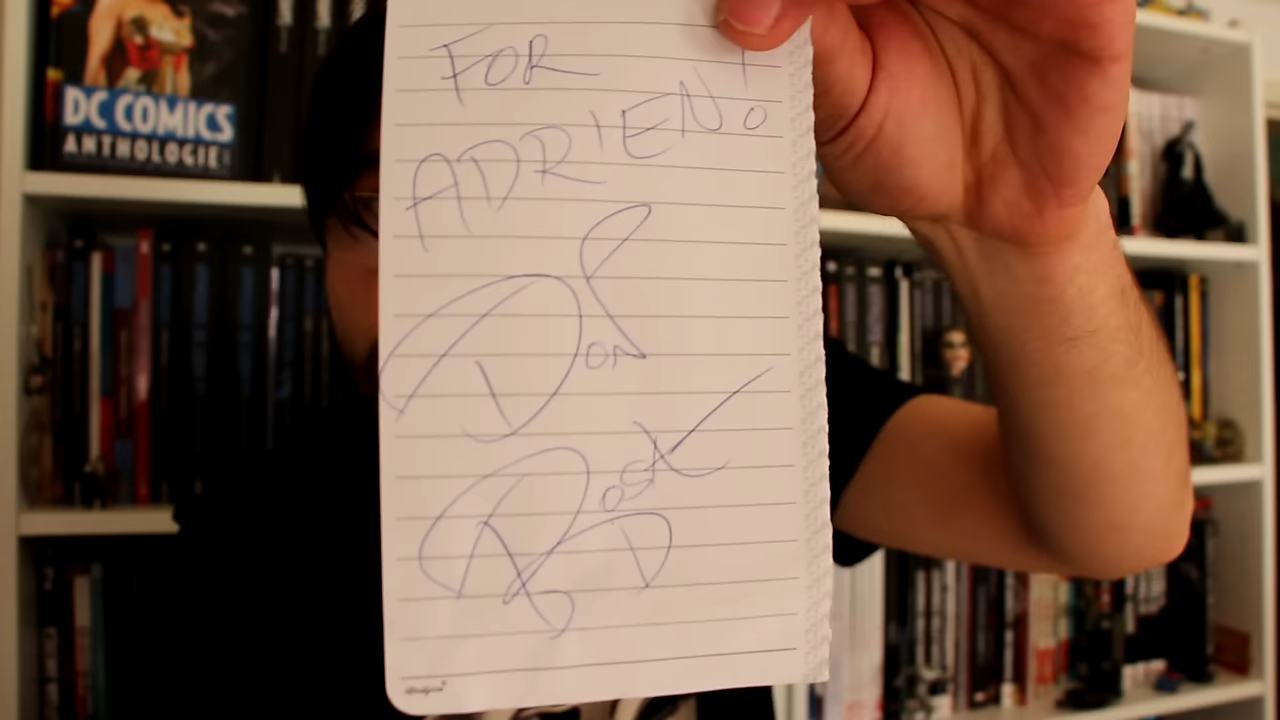 DC COMICS
ANTHOLOGIE
FOR
ADRIEN!
DON
ROSA